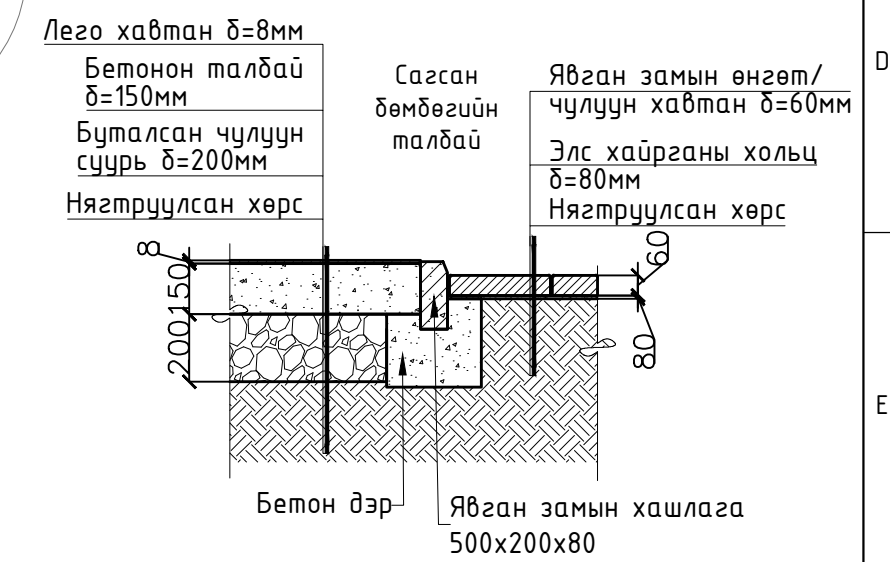 Лего хавтан δ=8мм
Бетонон талбай
δ=150мм
Буталсан чулуун
суурь δ=200мм
Нягтруулсан хөрс
Сагсан
бөмбөгийн
талбай
Явган замын өнгөт/
чулуун хавтан δ=60мм
Элс хайрганы хольц
δ=80мм
Нягтруулсан хөрс
8
150
200
60
80
Бетон дэр
Явган замын хашлага
500x200x80
D
E